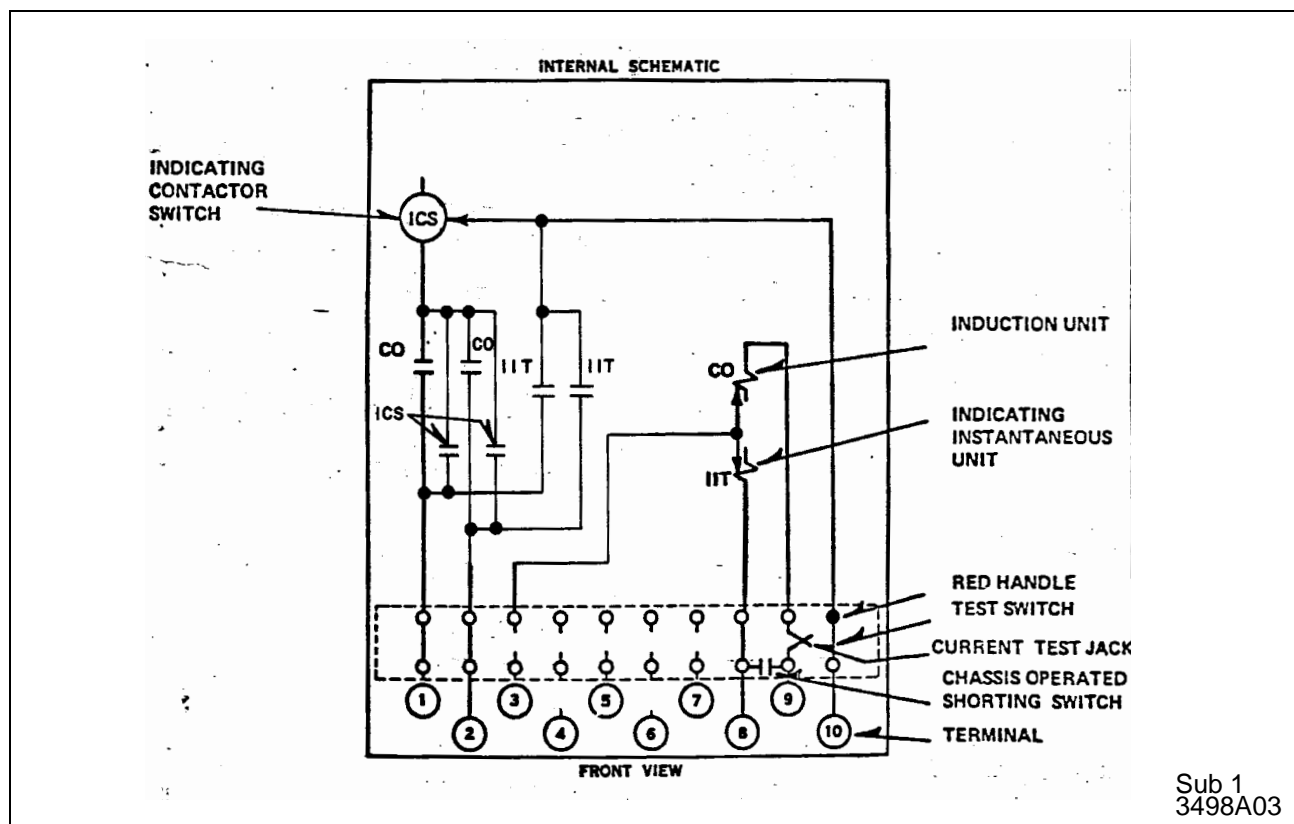 INTERNAL SCHEMATIC
INDICATING
CONTACTOR
SWITCH
ICS
CO
CO
IIT
IIT
ICS
CO
IIT
INDUCTION UNIT
INDICATING
INSTANTANEOUS
UNIT
RED HANDLE
TEST SWITCH
CURRENT TEST JACK
CHASSIS OPERATED
SHORTING SWITCH
TERMINAL
1
3
5
7
9
2
4
6
8
10
FRONT VIEW
Sub 1
3498A03